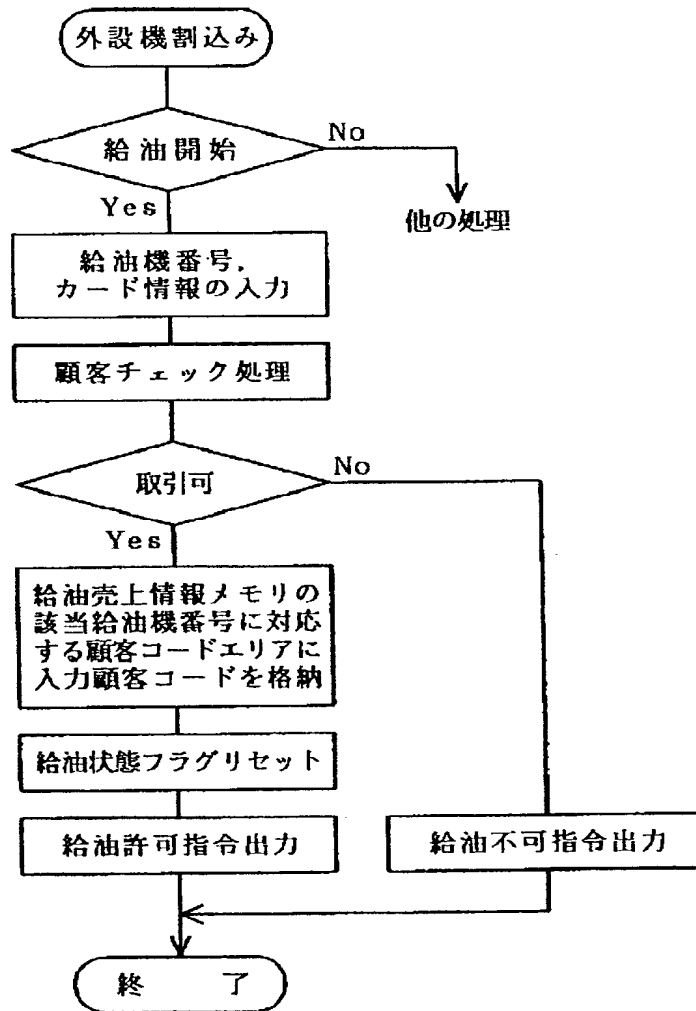 外設機割込み
給油開始
No
Yes
他の処理
給油機番号,
カード情報の入力
顧客チェック処理
取引可
No
Yes
給油売上情報メモリの
該当給油機番号に対応
する顧客コードエリアに
入力顧客コードを格納
給油状態フラグリセット
給油許可指令出力
給油不可指令出力
終 了